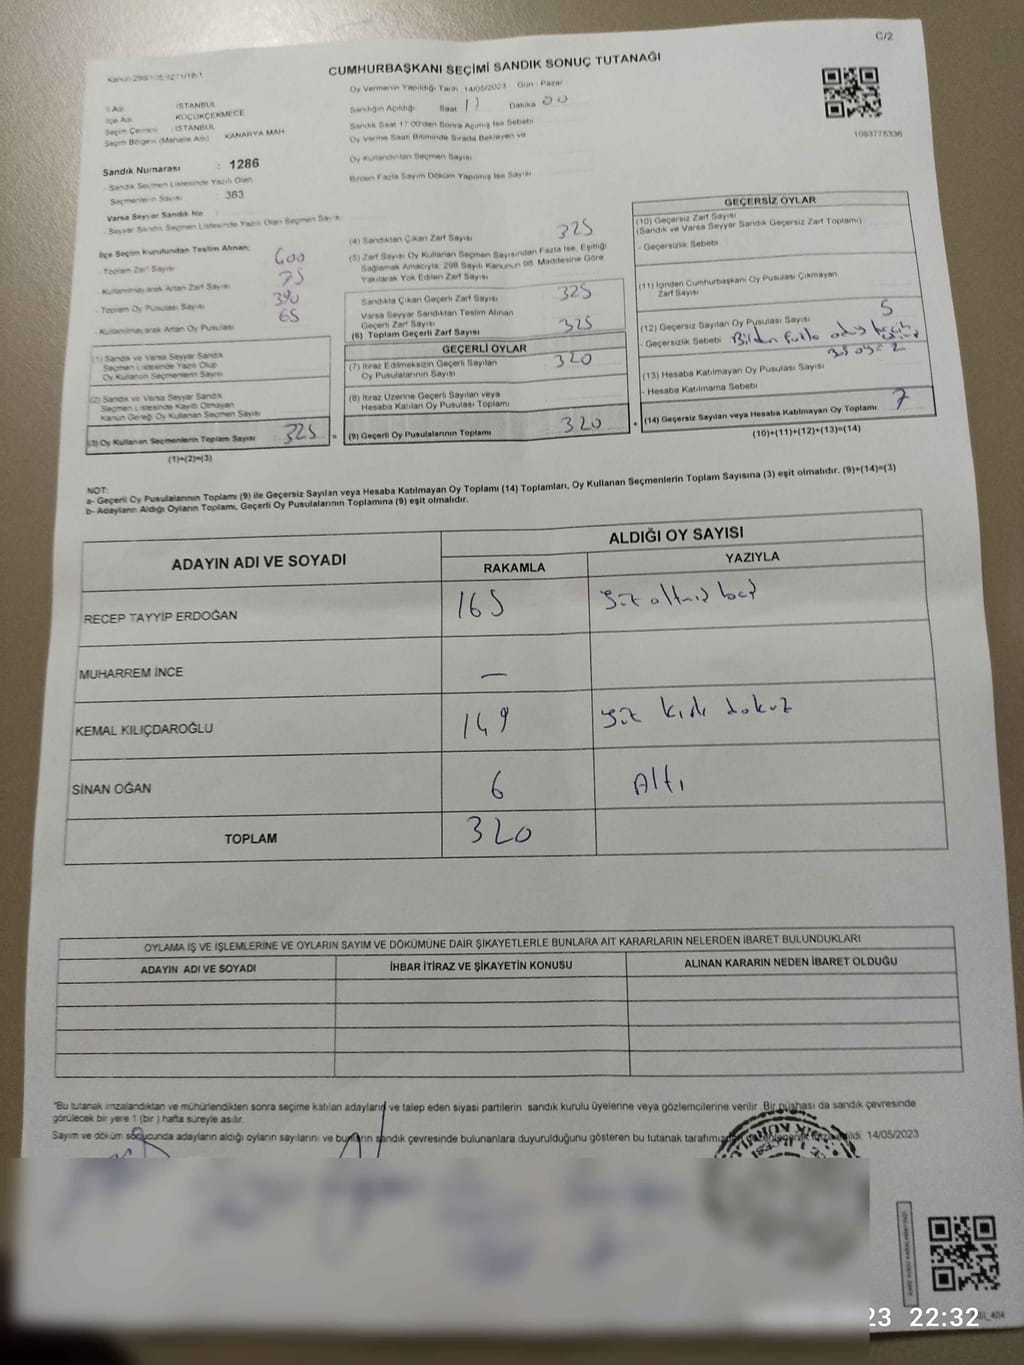 C/2
Kanun:298/105,6271/18-1
CUMHURBAŞKANI SEÇİMİ SANDIK SONUÇ TUTANAĞI
İl Adı : İSTANBUL
İlçe Adı : KÜÇÜKÇEKMECE
Seçim Çevresi : İSTANBUL
Seçim Bölgesi (Mahalle Adı) : KANARYA MAH
Oy Vermenin Yapıldığı Tarih 14/05/2023 Gün : Pazar
Sandığın Açıldığı Saat Dakika 00
Sandık Saat 17:00'den Sonra Açılmış İse Sebebi
Oy Verme Saati Bitiminde Sırada Bekleyen ve
Oy Kullandırılan Seçmen Sayısı
Birden Fazla Sayım Döküm Yapılmış İse Sayısı
1093775336
Sandık Numarası : 1286
- Sandık Seçmen Listesinde Yazılı Olan
Seçmenlerin Sayısı : 363
Varsa Seyyar Sandık No :
- Seyyar Sandık Seçmen Listesinde Yazılı Olan Seçmen Sayısı
İlçe Seçim Kurulundan Teslim Alınan;
- Toplam Zarf Sayısı 400
- Kullanılmayarak Artan Zarf Sayısı 75
- Toplam Oy Pusulası Sayısı 390
- Kullanılmayarak Artan Oy Pusulası 65
(1) Sandık ve Varsa Seyyar Sandık
Seçmen Listesinde Yazılı Olup
Oy Kullanan Seçmenlerin Sayısı
(2) Sandık ve Varsa Seyyar Sandık
Seçmen Listesinde Kayıtlı Olmayan
Kanun Gereği Oy Kullanan Seçmen Sayısı
(3) Oy Kullanan Seçmenlerin Toplam Sayısı 325
(1)+(2)=(3)
(4) Sandıktan Çıkan Zarf Sayısı 325
(5) Zarf Sayısı Oy Kullanan Seçmen Sayısından Fazla İse, Eşitliği
Sağlamak Amacıyla, 298 Sayılı Kanunun 98. Maddesine Göre
Yakılarak Yok Edilen Zarf Sayısı
Sandıkta Çıkan Geçerli Zarf Sayısı 325
Varsa Seyyar Sandıktan Teslim Alınan
Geçerli Zarf Sayısı
(6) Toplam Geçerli Zarf Sayısı 325
GEÇERLİ OYLAR
(7) İtiraz Edilmeksizin Geçerli Sayılan
Oy Pusulalarının Sayısı 320
(8) İtiraz Üzerine Geçerli Sayılan veya
Hesaba Katılan Oy Pusulası Toplamı
= (9) Geçerli Oy Pusulalarının Toplamı 320
GEÇERSİZ OYLAR
(10) Geçersiz Zarf Sayısı
(Sandık ve Varsa Seyyar Sandık Geçersiz Zarf Toplamı)
- Geçersizlik Sebebi
(11) İçinden Cumhurbaşkanı Oy Pusulası Çıkmayan
Zarf Sayısı
(12) Geçersiz Sayılan Oy Pusulası Sayısı 5
- Geçersizlik Sebebi Birden fazla
(13) Hesaba Katılmayan Oy Pusulası Sayısı
- Hesaba Katılmama Sebebi
+ (14) Geçersiz Sayılan veya Hesaba Katılmayan Oy Toplamı 7
(10)+(11)+(12)+(13)=(14)
NOT:
a- Geçerli Oy Pusulalarının Toplamı (9) ile Geçersiz Sayılan veya Hesaba Katılmayan Oy Toplamı (14) Toplamları, Oy Kullanan Seçmenlerin Toplam Sayısına (3) eşit olmalıdır. (9)+(14)=(3)
b- Adayların Aldığı Oyların Toplamı, Geçerli Oy Pusulalarının Toplamına (9) eşit olmalıdır.
ADAYIN ADI VE SOYADI
ALDIĞI OY SAYISI
RAKAMLA YAZIYLA
RECEP TAYYİP ERDOĞAN 165 Yüz altmış beş
MUHARREM İNCE —
KEMAL KILIÇDAROĞLU 149 Yüz kırk dokuz
SİNAN OĞAN 6 Altı
TOPLAM 320
OYLAMA İŞ VE İŞLEMLERİNE VE OYLARIN SAYIM VE DÖKÜMÜNE DAİR ŞİKAYETLERLE BUNLARA AİT KARARLARIN NELERDEN İBARET BULUNDUKLARI
ADAYIN ADI VE SOYADI İHBAR İTİRAZ VE ŞİKAYETİN KONUSU ALINAN KARARIN NEDEN İBARET OLDUĞU
"Bu tutanak imzalandıktan ve mühürlendikten sonra seçime katılan adayların ve talep eden siyasi partilerin sandık kurulu üyelerine veya gözlemcilerine verilir. Bir nüshası da sandık çevresinde
görülecek bir yere 1 (bir ) hafta süreyle asılır.
Sayım ve döküm sonucunda adayların aldığı oyların sayılarını ve bunların sandık çevresinde bulunanlara duyurulduğunu gösteren bu tutanak tarafımızdan 14/05/2023
23 22:32